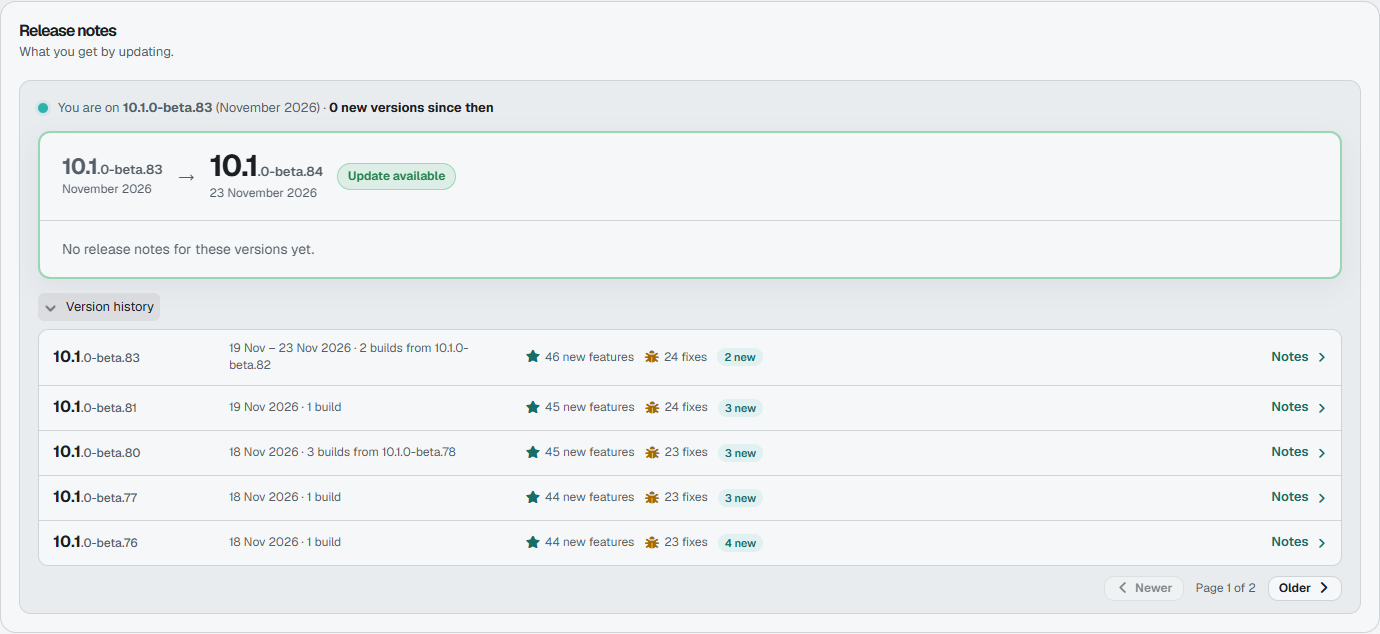 Release notes
What you get by updating.
You are on 10.1.0-beta.83 (November 2026) · 0 new versions since then
10.1.0-beta.83 → 10.1.0-beta.84 Update available
November 2026 23 November 2026
No release notes for these versions yet.
Version history
10.1.0-beta.83 19 Nov – 23 Nov 2026 · 2 builds from 10.1.0-
beta.82 46 new features 24 fixes 2 new Notes
10.1.0-beta.81 19 Nov 2026 · 1 build 45 new features 24 fixes 3 new Notes
10.1.0-beta.80 18 Nov 2026 · 3 builds from 10.1.0-beta.78 45 new features 23 fixes 3 new Notes
10.1.0-beta.77 18 Nov 2026 · 1 build 44 new features 23 fixes 3 new Notes
10.1.0-beta.76 18 Nov 2026 · 1 build 44 new features 23 fixes 4 new Notes
Newer Page 1 of 2 Older